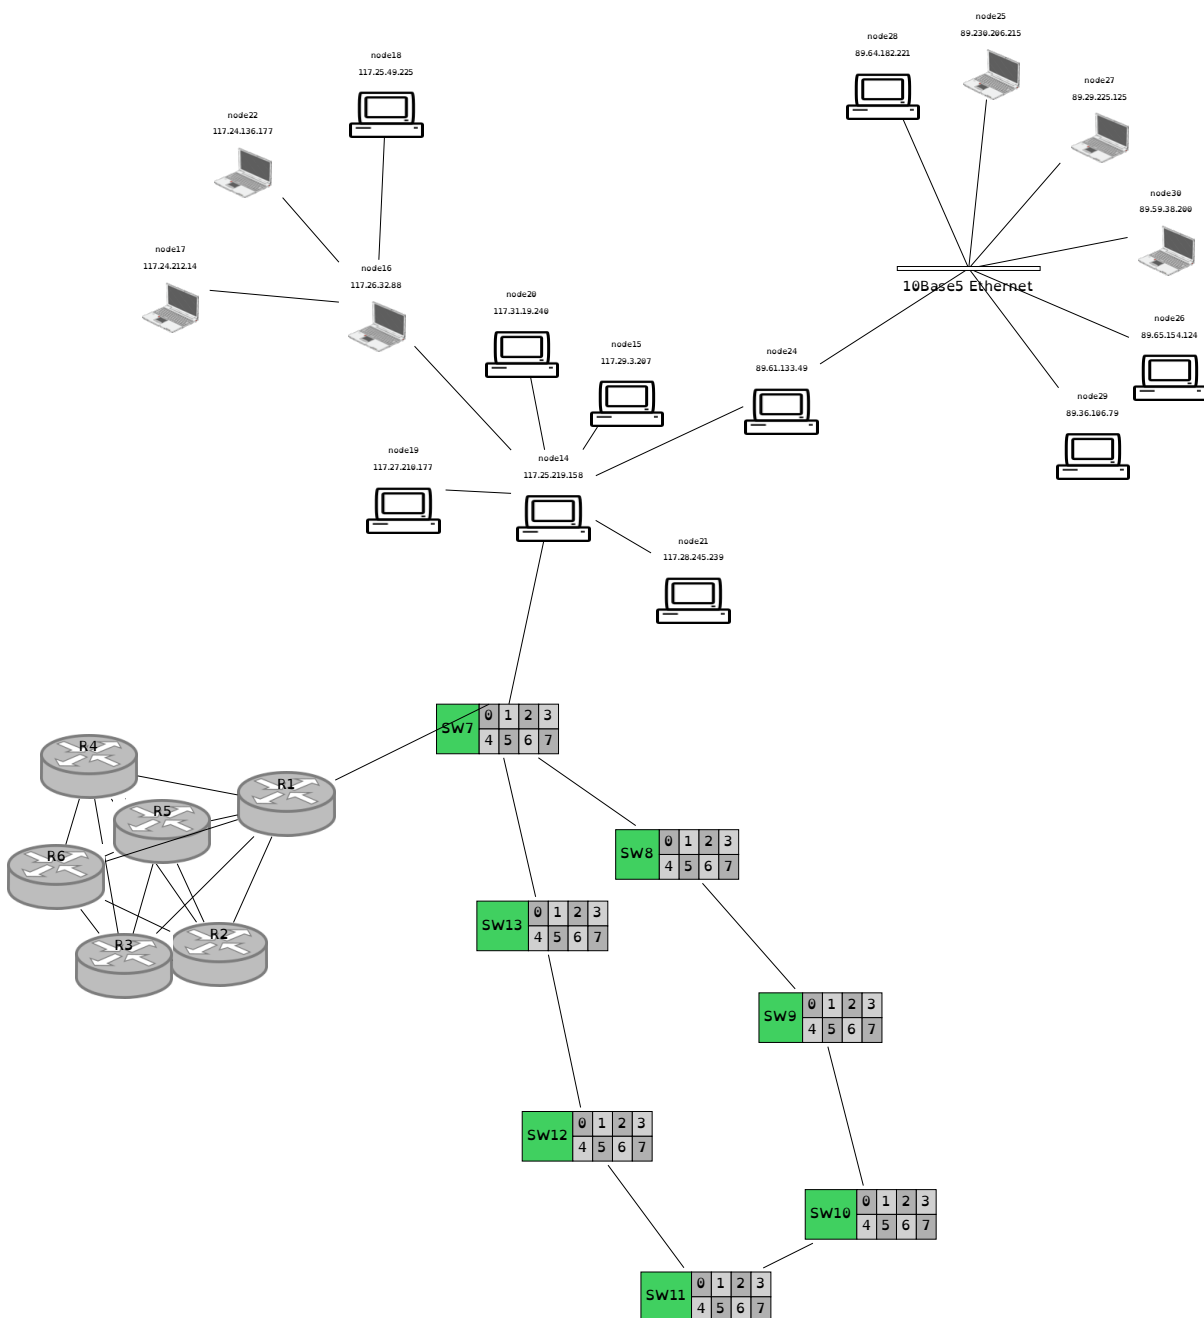 node25
89.230.206.215
node28
89.64.182.221
node18
117.25.49.225
node27
89.29.225.125
node22
117.24.136.177
node30
89.59.38.200
node17
117.24.212.14
node16
117.26.32.88
10Base5 Ethernet
node20
117.31.19.240
node26
89.65.154.124
node15
117.29.3.207
node24
89.61.133.49
node29
89.36.106.79
node19
117.27.210.177
node14
117.25.219.158
node21
117.28.245.239
SW7 0 1 2 3
4 5 6 7
R4
R1
R5
R6
R2
R3
SW8 0 1 2 3
4 5 6 7
SW13 0 1 2 3
4 5 6 7
SW9 0 1 2 3
4 5 6 7
SW12 0 1 2 3
4 5 6 7
SW10 0 1 2 3
4 5 6 7
SW11 0 1 2 3
4 5 6 7